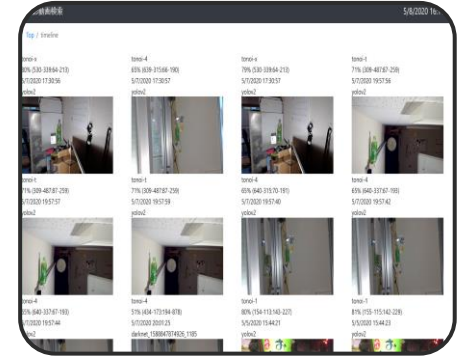 動画検索
5/8/2020 16:
Top / timeline
tonoi-4
63% (639-315:66-190)
5/7/2020 17:30:57
yolov2
79% (530-339:64-213)
5/7/2020 17:30:57
yolov2
tonoi-t
71% (309-487:87-259)
5/7/2020 19:57:56
yolov2
80% (530-339:64-213)
5/7/2020 17:30:56
yolov2
tonoi-t
71% (309-487:87-259)
5/7/2020 19:57:57
yolov2
tonoi-t
71% (309-487:87-259)
5/7/2020 19:57:59
yolov2
tonoi-4
65% (640-315:70-191)
5/7/2020 19:57:40
yolov2
tonoi-4
65% (640-337:67-195)
5/7/2020 19:57:42
yolov2
tonoi-4
65% (640-337:67-193)
5/7/2020 19:57:44
yolov2
tonoi-4
51% (434-173:194-878)
5/7/2020 20:01:25
darknet_1588847874926_1185
tonoi-1
80% (154-113:143-227)
5/5/2020 15:44:21
yolov2
tonoi-1
81% (155-115:142-229)
5/5/2020 15:44:23
yolov2